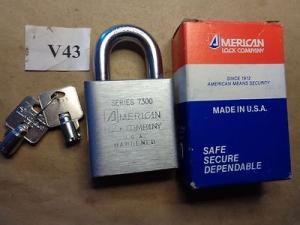 V43
SERIES 7300
AMERICAN
LOCK COMPANY
U.S.A.
HARDENED
AMERICAN
LOCK COMPANY
SINCE 1912
AMERICAN MEANS SECURITY
MADE IN U.S.A.
SAFE
SECURE
DEPENDABLE